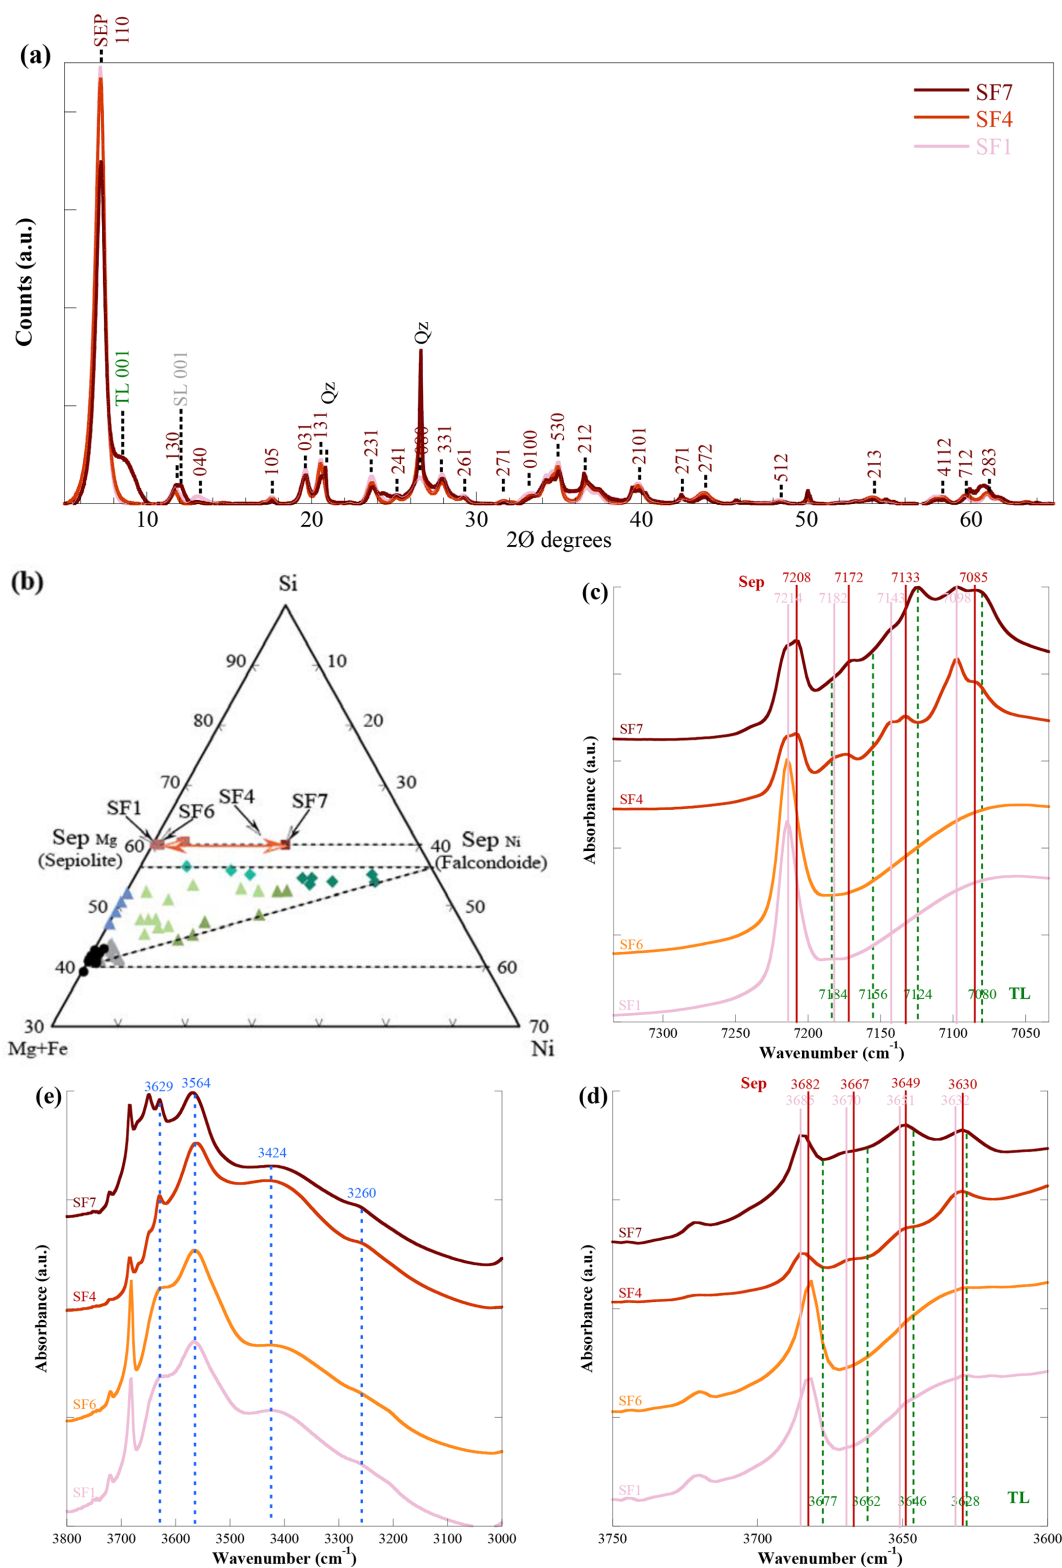 (a)
SEP
110
SF7
SF4
SF1
Counts (a.u.)
TL 001
130
SL 001
040
105
031
131
Qz
231
241
Qz
080
331
261
271
0100
530
212
2101
271
272
512
213
4112
712
283
10
20
30
40
50
60
2Ø degrees
(b)
Si
90
10
80
20
70
30
SF1
SF6
SF4
SF7
Sep Mg
(Sepiolite)
60
40
Sep Ni
(Falcondoide)
50
50
40
60
30
70
Mg+Fe
Ni
(c)
Sep
7208
7172
7133
7085
7214
7182
7143
7098
SF7
SF4
SF6
SF1
Absorbance (a.u.)
7184
7156
7124
7080
TL
7300
7250
7200
7150
7100
7050
Wavenumber (cm-1)
(e)
3629
3564
3424
3260
SF7
SF4
SF6
SF1
Absorbance (a.u.)
3800
3700
3600
3500
3400
3300
3200
3100
3000
Wavenumber (cm-1)
(d)
Sep
3682
3667
3649
3630
3685
3670
3651
3632
SF7
SF4
SF6
SF1
Absorbance (a.u.)
3677
3662
3646
3628
TL
3750
3700
3650
3600
Wavenumber (cm-1)